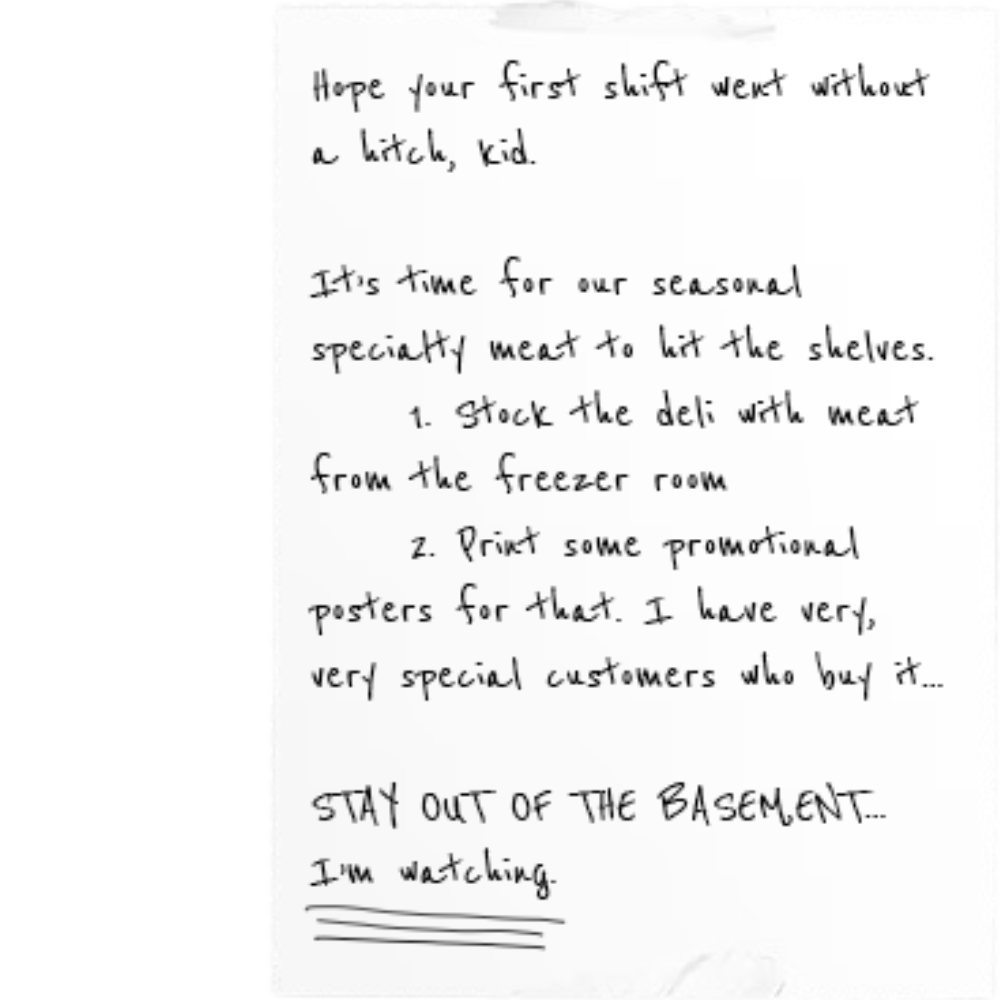 Hope your first shift went without
a hitch, kid.
It's time for our seasonal
specialty meat to hit the shelves.
1. Stock the deli with meat
from the freezer room
2. Print some promotional
posters for that. I have very,
very special customers who buy it...
STAY OUT OF THE BASEMENT...
I'm watching.